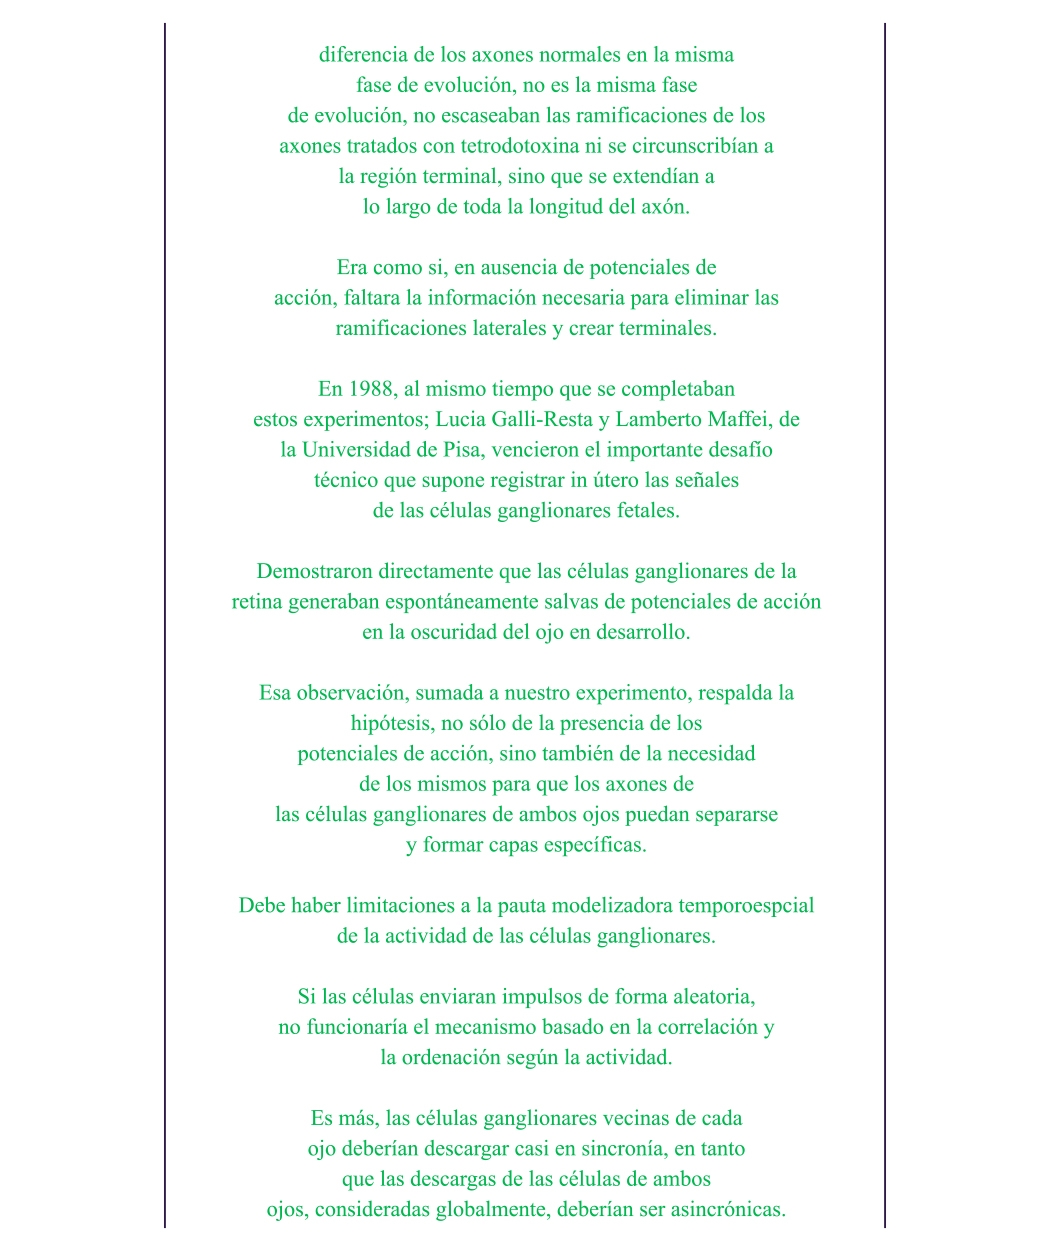 diferencia de los axones normales en la misma
fase de evolución, no es la misma fase
de evolución, no escaseaban las ramificaciones de los
axones tratados con tetrodotoxina ni se circunscribían a
la región terminal, sino que se extendían a
lo largo de toda la longitud del axón.
Era como si, en ausencia de potenciales de
acción, faltara la información necesaria para eliminar las
ramificaciones laterales y crear terminales.
En 1988, al mismo tiempo que se completaban
estos experimentos; Lucia Galli-Resta y Lamberto Maffei, de
la Universidad de Pisa, vencieron el importante desafío
técnico que supone registrar in útero las señales
de las células ganglionares fetales.
Demostraron directamente que las células ganglionares de la
retina generaban espontáneamente salvas de potenciales de acción
en la oscuridad del ojo en desarrollo.
Esa observación, sumada a nuestro experimento, respalda la
hipótesis, no sólo de la presencia de los
potenciales de acción, sino también de la necesidad
de los mismos para que los axones de
las células ganglionares de ambos ojos puedan separarse
y formar capas específicas.
Debe haber limitaciones a la pauta modelizadora temporoespcial
de la actividad de las células ganglionares.
Si las células enviaran impulsos de forma aleatoria,
no funcionaría el mecanismo basado en la correlación y
la ordenación según la actividad.
Es más, las células ganglionares vecinas de cada
ojo deberían descargar casi en sincronía, en tanto
que las descargas de las células de ambos
ojos, consideradas globalmente, deberían ser asincrónicas.